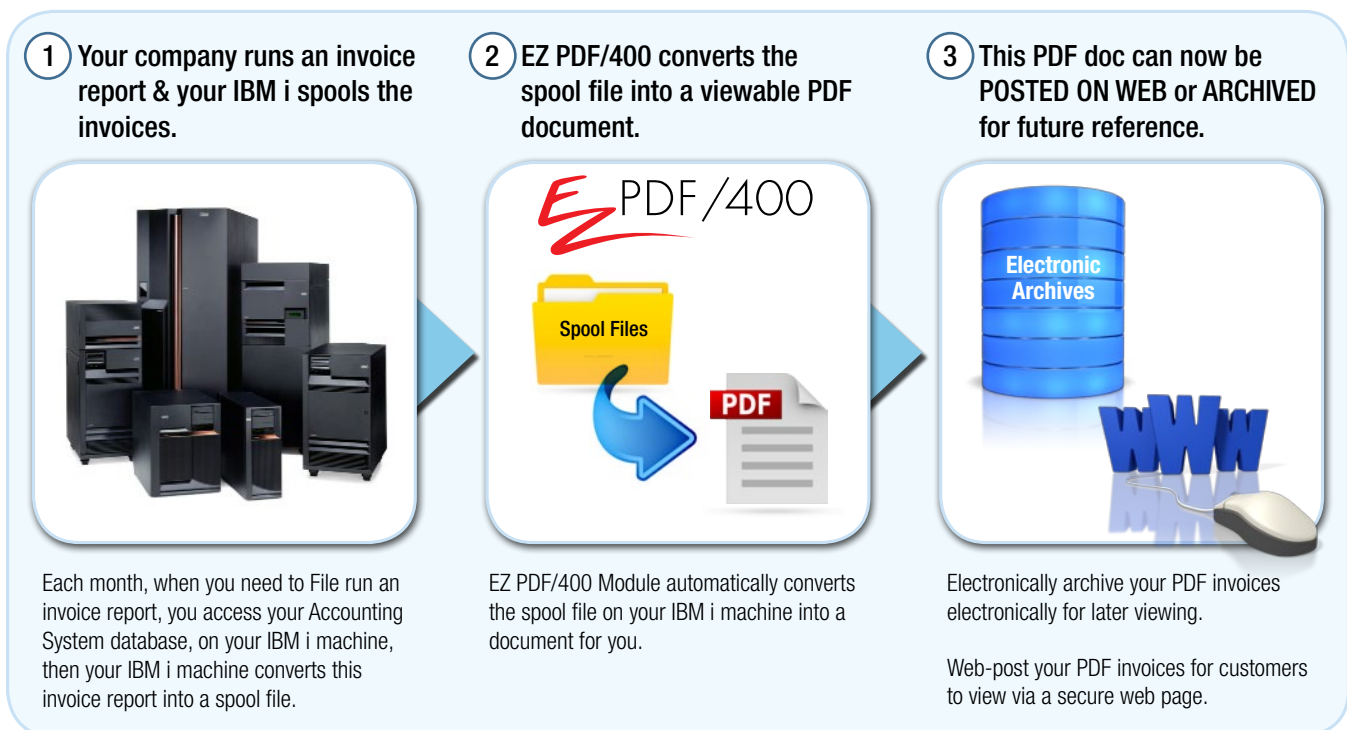 1 Your company runs an invoice
report & your IBM i spools the
invoices.
2 EZ PDF/400 converts the
spool file into a viewable PDF
document.
3 This PDF doc can now be
POSTED ON WEB or ARCHIVED
for future reference.
EZ PDF/400
Spool Files
PDF
Electronic
Archives
WWW
Each month, when you need to File run an
invoice report, you access your Accounting
System database, on your IBM i machine,
then your IBM i machine converts this
invoice report into a spool file.
EZ PDF/400 Module automatically converts
the spool file on your IBM i machine into a
document for you.
Electronically archive your PDF invoices
electronically for later viewing.
Web-post your PDF invoices for customers
to view via a secure web page.